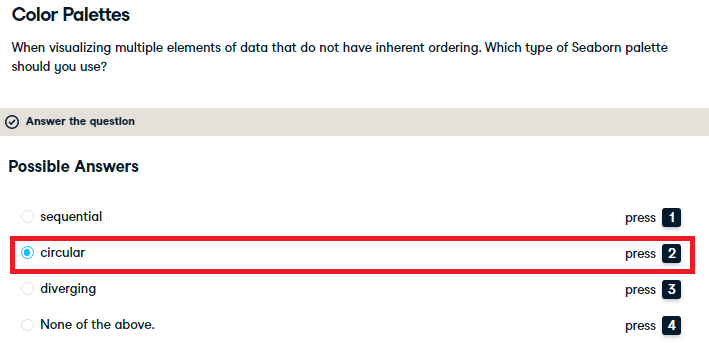 Color Palettes
When visualizing multiple elements of data that do not have inherent ordering. Which type of Seaborn palette
should you use?
Answer the question
Possible Answers
sequential press 1
circular press 2
diverging press 3
None of the above. press 4